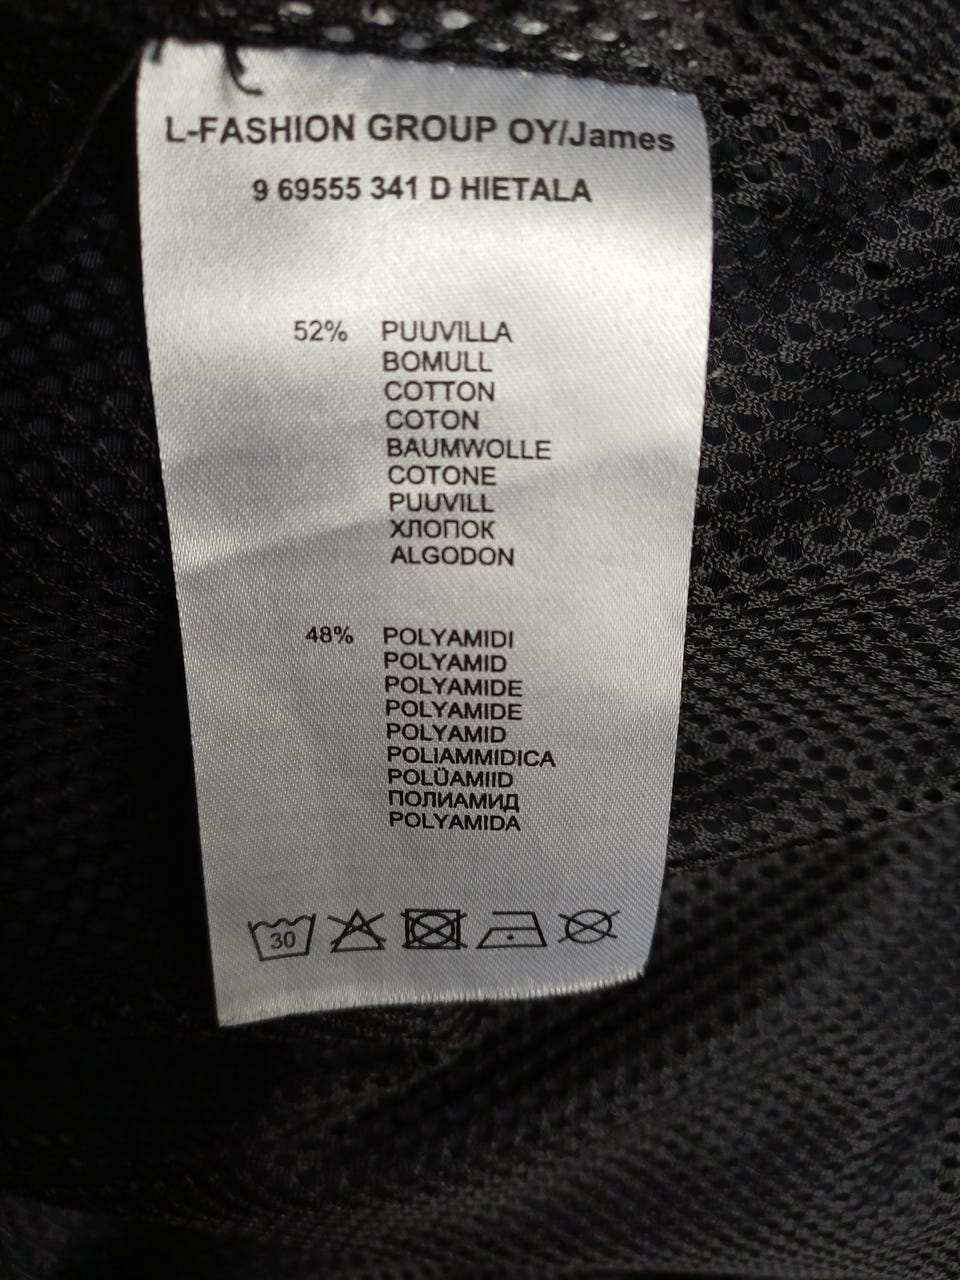 L-FASHION GROUP OY/James
9 69555 341 D HIETALA
52% PUUVILLA
BOMULL
COTTON
COTON
BAUMWOLLE
COTONE
PUUVILL
ХЛОПОК
ALGODON
48% POLYAMIDI
POLYAMID
POLYAMIDE
POLYAMIDE
POLYAMID
POLIAMMIDICA
POLÜAMIID
ПОЛИАМИД
POLYAMIDA
30